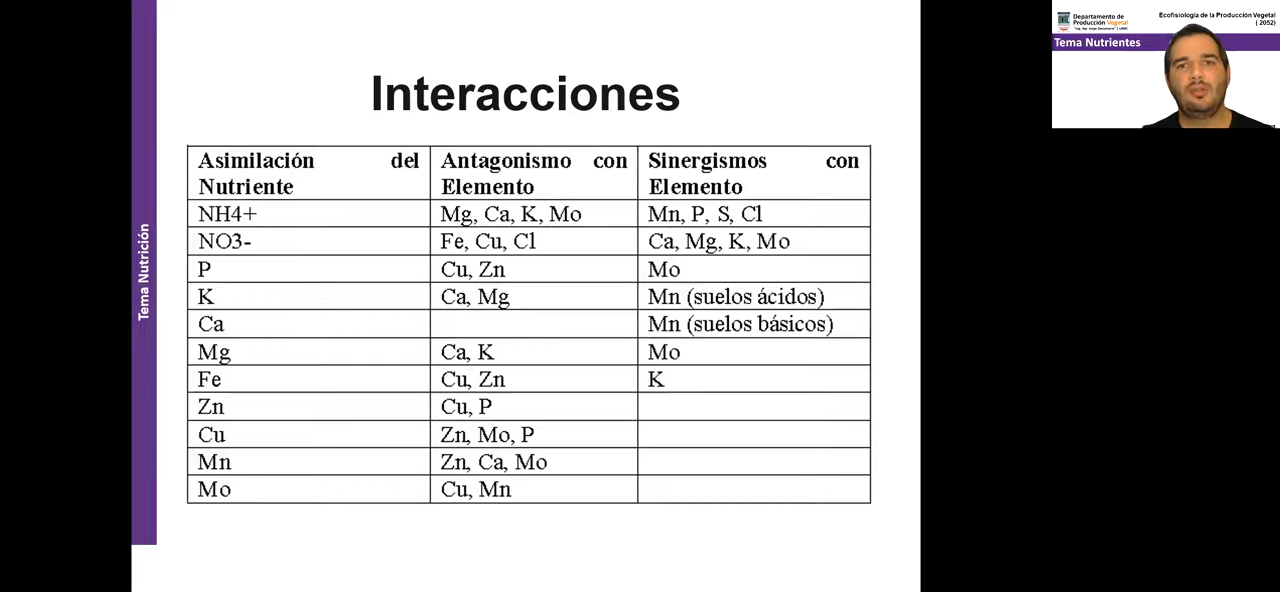 Interacciones
Asimilación del Nutriente Antagonismo con Elemento Sinergismos con Elemento
NH4+ Mg, Ca, K, Mo Mn, P, S, Cl
NO3- Fe, Cu, Cl Ca, Mg, K, Mo
P Cu, Zn Mo
K Ca, Mg Mn (suelos ácidos)
Ca Mn (suelos básicos)
Mg Ca, K Mo
Fe Cu, Zn K
Zn Cu, P
Cu Zn, Mo, P
Mn Zn, Ca, Mo
Mo Cu, Mn
Tema Nutrición
Departamento de
Producción Vegetal
Ecofisiología de la Producción Vegetal
( 2052)
Tema Nutrientes